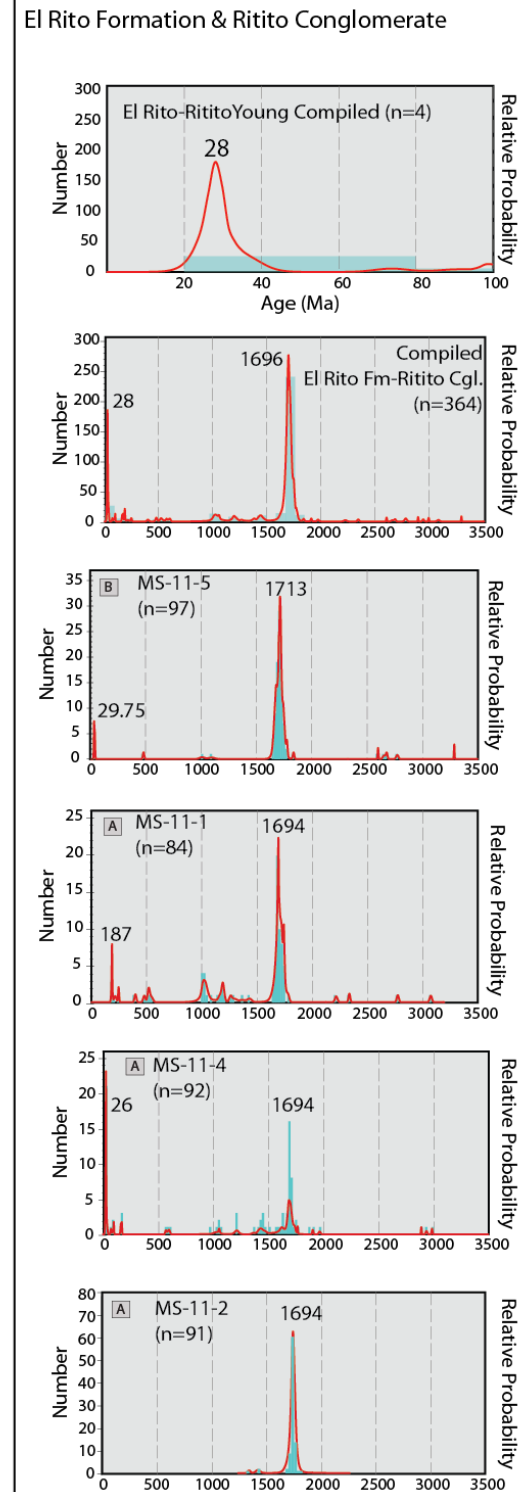 El Rito Formation & Ritito Conglomerate
300
250
200
150
100
50
0
Number
El Rito-RititoYoung Compiled (n=4)
28
Relative Probability
20 40 60 80 100
Age (Ma)
300
250
200
150
100
50
0
Number
28
1696
Compiled
El Rito Fm-Ritito Cgl.
(n=364)
Relative Probability
0 500 1000 1500 2000 2500 3000 3500
35
30
25
20
15
10
5
0
Number
B MS-11-5
(n=97)
1713
29.75
Relative Probability
0 500 1000 1500 2000 2500 3000 3500
25
20
15
10
5
0
Number
A MS-11-1
(n=84)
1694
187
Relative Probability
0 500 1000 1500 2000 2500 3000 3500
25
20
15
10
5
0
Number
A MS-11-4
(n=92)
26
1694
Relative Probability
0 500 1000 1500 2000 2500 3000 3500
80
70
60
50
40
30
20
10
0
Number
A MS-11-2
(n=91)
1694
Relative Probability
0 500 1000 1500 2000 2500 3000 3500